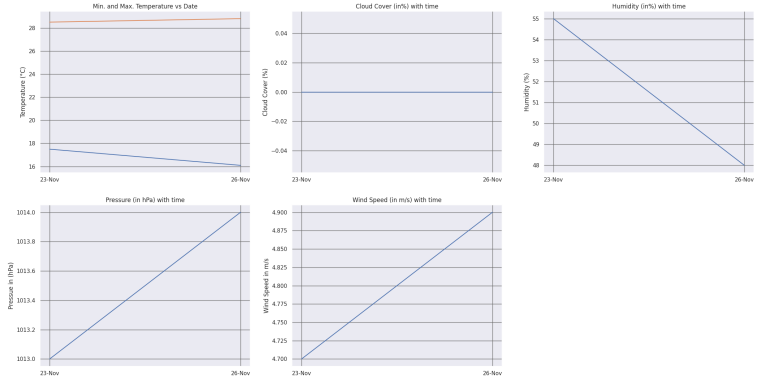 Min. and Max. Temperature vs Date
Temperature (°C)
28
26
24
22
20
18
16
23-Nov
26-Nov
Cloud Cover (in%) with time
Cloud Cover (%)
0.04
0.02
0.00
−0.02
−0.04
23-Nov
26-Nov
Humidity (in%) with time
Humidity (%)
55
54
53
52
51
50
49
48
23-Nov
26-Nov
Pressure (in hPa) with time
Pressue in (hPa)
1014.0
1013.8
1013.6
1013.4
1013.2
1013.0
23-Nov
26-Nov
Wind Speed (in m/s) with time
Wind Speed in m/s
4.900
4.875
4.850
4.825
4.800
4.775
4.750
4.725
4.700
23-Nov
26-Nov